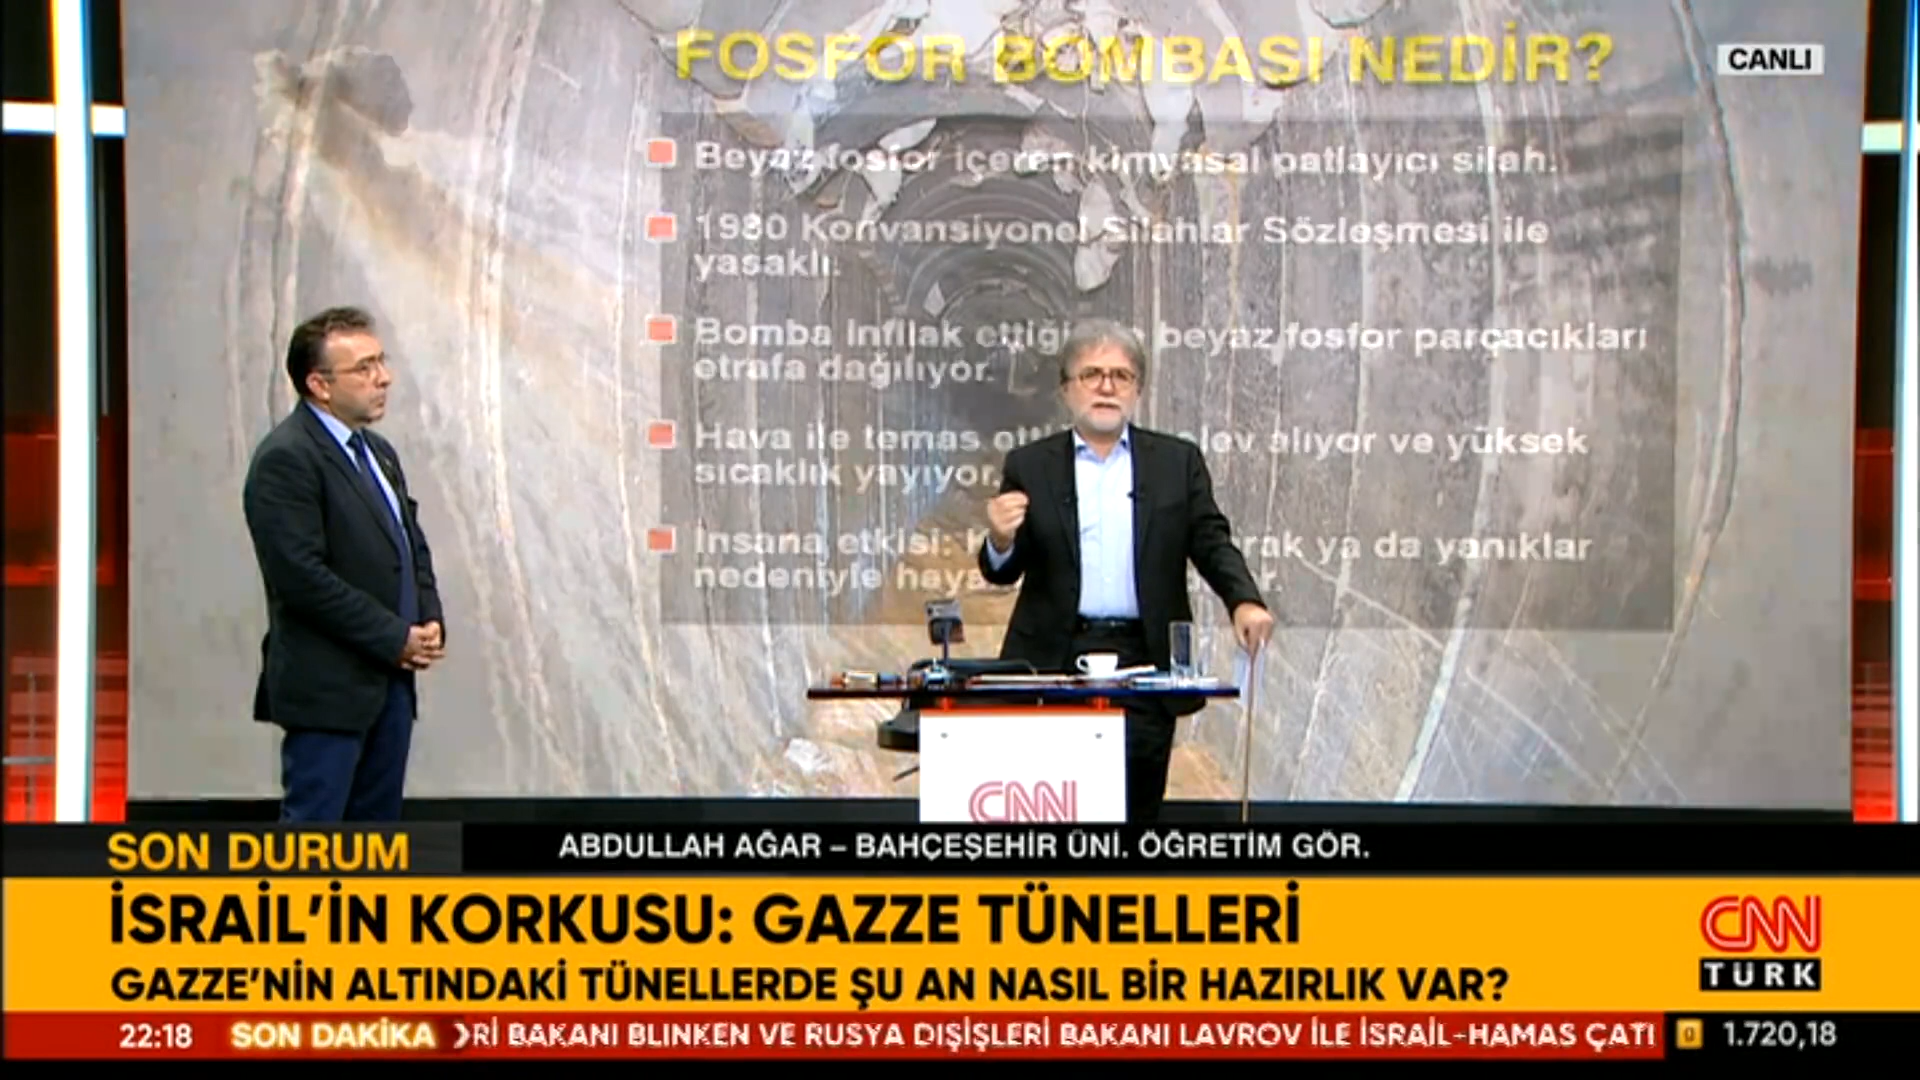 FOSFOR BOMBASI NEDİR?
CANLI
Beyaz fosfor içeren kimyasal patlayıcı silah.
1980 Konvansiyonel Silahlar Sözleşmesi ile
yasaklı.
Bomba infilak ettiği beyaz fosfor parçacıkları
etrafa dağılıyor.
Hava ile temas alev alıyor ve yüksek
sıcaklık yayıyor.
İnsana etkisi: ya da yanıklar
nedeniyle
CNN
SON DURUM
ABDULLAH AĞAR – BAHÇEŞEHİR ÜNİ. ÖĞRETİM GÖR.
İSRAİL'İN KORKUSU: GAZZE TÜNELLERİ
GAZZE'NİN ALTINDAKİ TÜNELLERDE ŞU AN NASIL BİR HAZIRLIK VAR?
CNN
TÜRK
22:18 SON DAKİKA Rİ BAKANI BLINKEN VE RUSYA DIŞİŞLERİ BAKANI LAVROV İLE İSRAİL-HAMAS ÇATI g 1.720,18